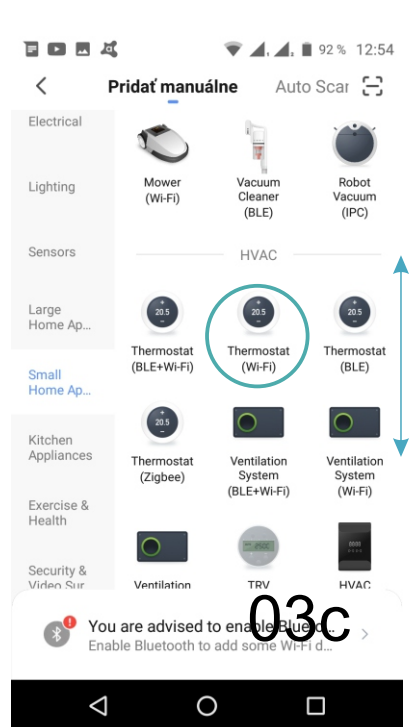 92 % 12:54
Pridať manuálne Auto Scar
Electrical
Lighting
Sensors
Large
Home Ap...
Small
Home Ap...
Kitchen
Appliances
Exercise &
Health
Security &
Video Sur
Mower
(Wi-Fi)
Vacuum
Cleaner
(BLE)
Robot
Vacuum
(IPC)
HVAC
20.5
20.5
20.5
Thermostat
(BLE+Wi-Fi)
Thermostat
(Wi-Fi)
Thermostat
(BLE)
20.5
Thermostat
(Zigbee)
Ventilation
System
(BLE+Wi-Fi)
Ventilation
System
(Wi-Fi)
Ventilation
TRV
HVAC
You are advised to enable Blueto...
Enable Bluetooth to add some Wi-Fi d...
03c